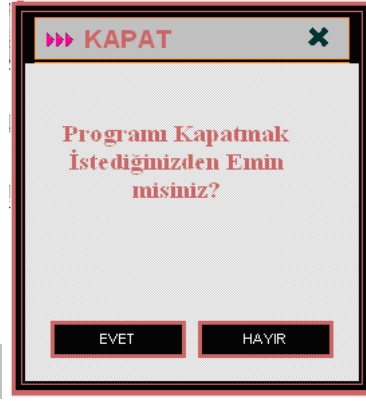 KAPAT
Programı Kapatmak
İstediğinizden Emin
misiniz?
EVET
HAYIR